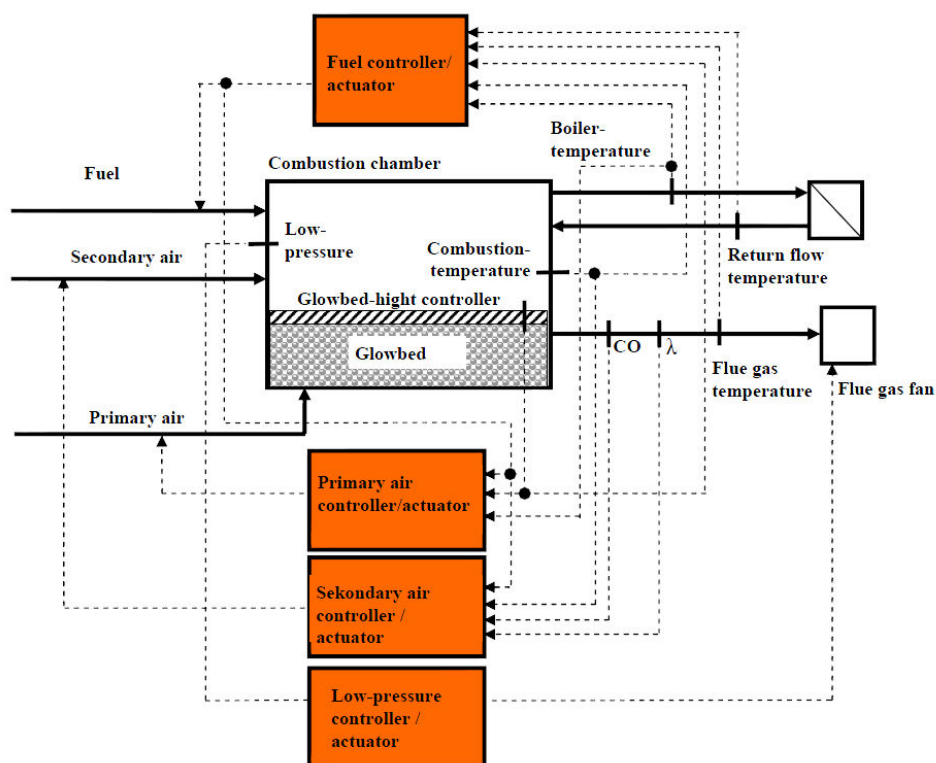 Fuel controller/
actuator
Boiler-
temperature
Combustion chamber
Fuel
Low-
pressure
Combustion-
temperature
Secondary air
Return flow
temperature
Glowbed-hight controller
Glowbed
CO
λ
Flue gas
temperature
Flue gas fan
Primary air
Primary air
controller/actuator
Sekondary air
controller /
actuator
Low-pressure
controller /
actuator